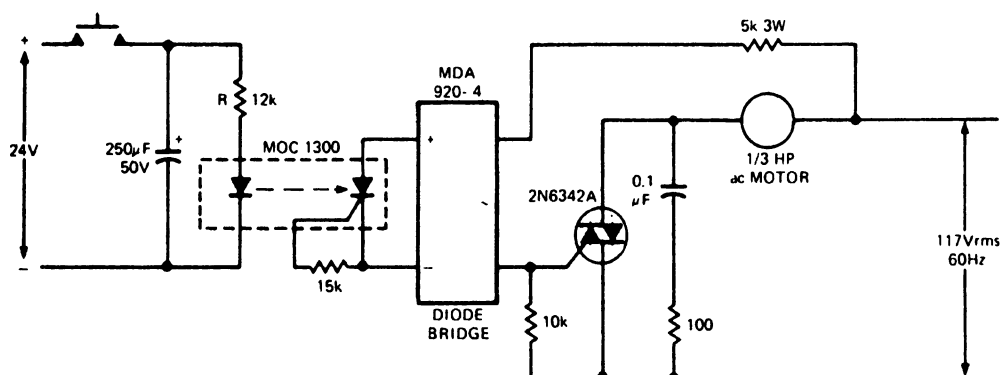 5k 3W
MDA
920-4
R 12k
+
24V
-
250µF
50V
+
MOC 1300
+
-
~
15k
DIODE
BRIDGE
10k
2N6342A
0.1
µF
100
1/3 HP
ac MOTOR
117Vrms
60Hz